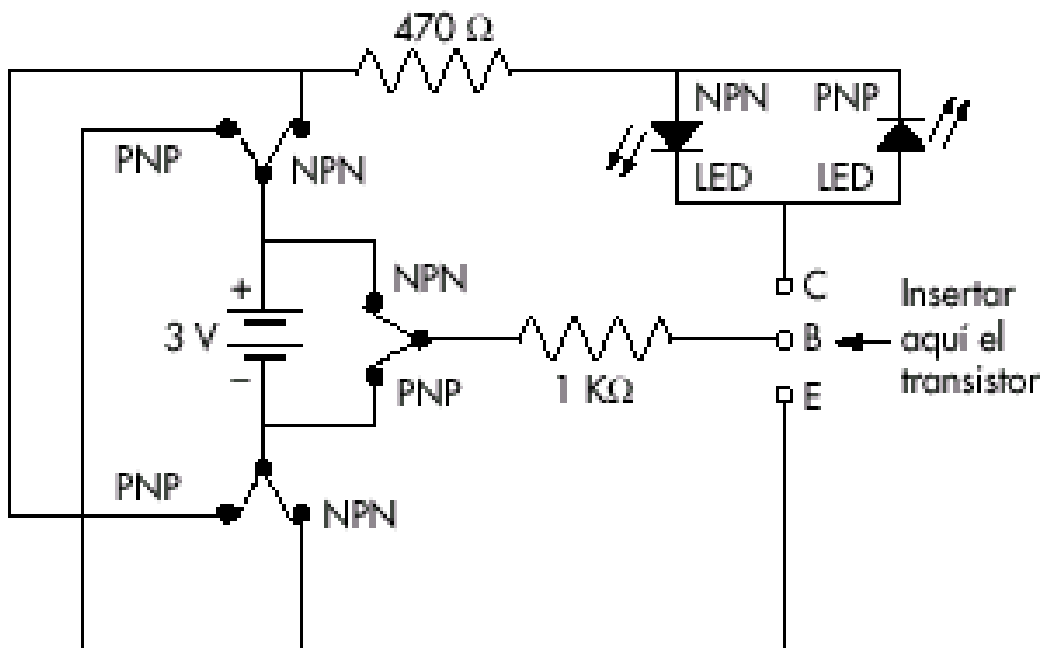 470 Ω
NPN PNP
PNP
NPN
LED LED
+
NPN
C
Insertar
3 V
B
aquí el
transistor
–
PNP
1 KΩ
E
PNP
NPN